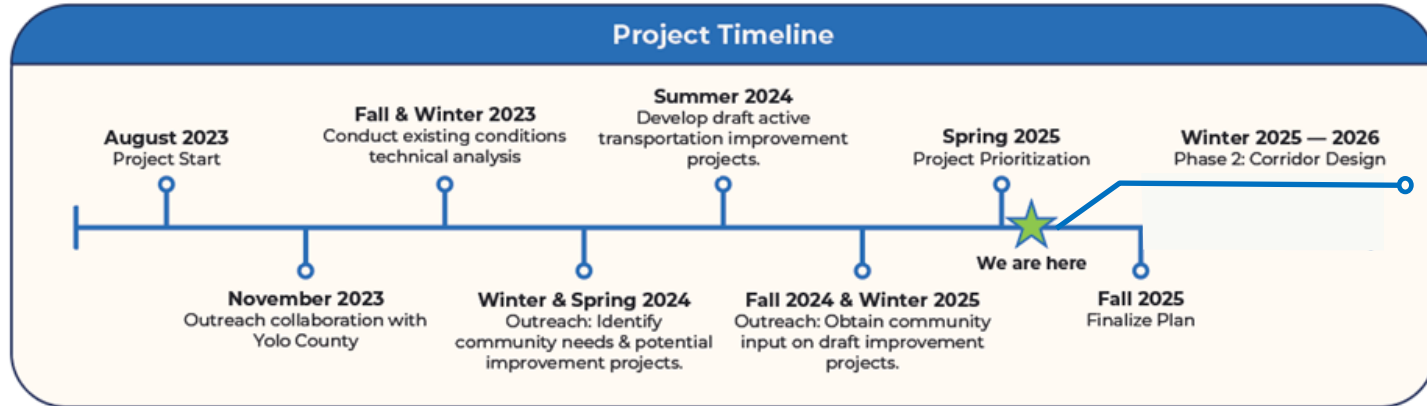 Project Timeline
August 2023
Project Start
Fall & Winter 2023
Conduct existing conditions
technical analysis
Summer 2024
Develop draft active
transportation improvement
projects.
Spring 2025
Project Prioritization
Winter 2025 — 2026
Phase 2: Corridor Design
We are here
November 2023
Outreach collaboration with
Yolo County
Winter & Spring 2024
Outreach: Identify
community needs & potential
improvement projects.
Fall 2024 & Winter 2025
Outreach: Obtain community
input on draft improvement
projects.
Fall 2025
Finalize Plan